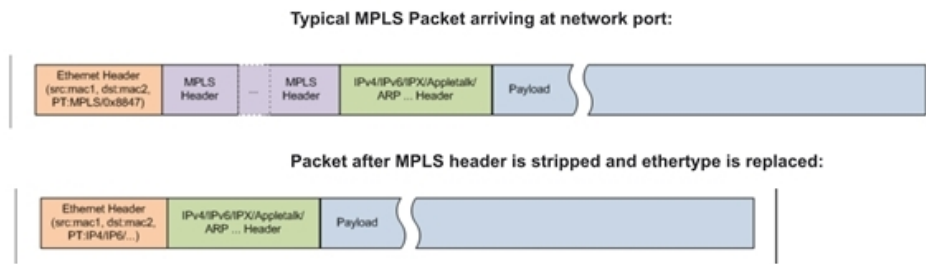 Typical MPLS Packet arriving at network port:
Ethernet Header
(src:mac1, dst:mac2,
PT:MPLS/0x8847)
MPLS
Header
...
MPLS
Header
IPv4/IPv6/IPX/Appletalk/
ARP ... Header
Payload
Packet after MPLS header is stripped and ethertype is replaced:
Ethernet Header
(src:mac1, dst:mac2,
PT:IP4/IP6/...)
IPv4/IPv6/IPX/Appletalk/
ARP ... Header
Payload